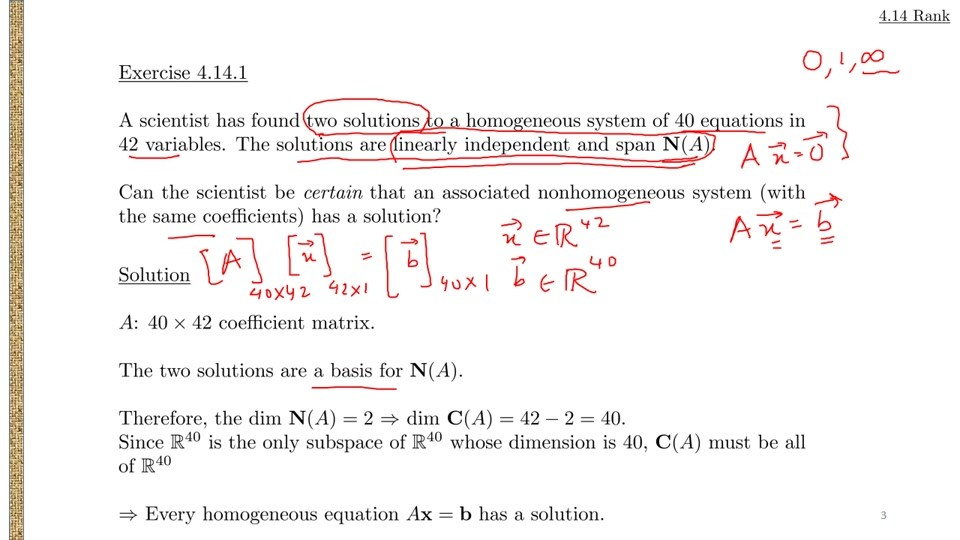 4.14 Rank
0, 1, ∞
Exercise 4.14.1
A scientist has found two solutions to a homogeneous system of 40 equations in
42 variables. The solutions are linearly independent and span N(A).
A x⃗ = 0⃗ }
Can the scientist be certain that an associated nonhomogeneous system (with
the same coefficients) has a solution?
A x⃗ = b⃗
[A]40×42 [x⃗]42×1 = [b⃗]40×1
x⃗ ∈ ℝ^42
b⃗ ∈ ℝ^40
Solution
A: 40 × 42 coefficient matrix.
The two solutions are a basis for N(A).
Therefore, the dim N(A) = 2 ⇒ dim C(A) = 42 − 2 = 40.
Since ℝ^40 is the only subspace of ℝ^40 whose dimension is 40, C(A) must be all
of ℝ^40
⇒ Every homogeneous equation Ax = b has a solution.
3